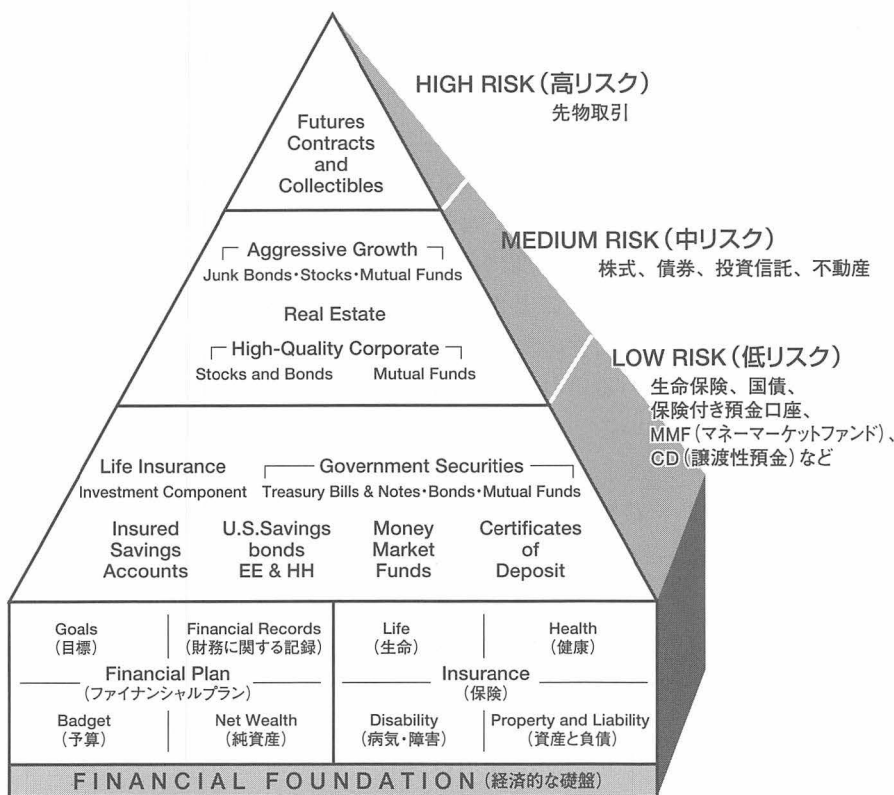 HIGH RISK(高リスク)
先物取引
Futures
Contracts
and
Collectibles
MEDIUM RISK(中リスク)
株式、債券、投資信託、不動産
Aggressive Growth
Junk Bonds・Stocks・Mutual Funds
Real Estate
High-Quality Corporate
Stocks and Bonds Mutual Funds
LOW RISK(低リスク)
生命保険、国債、
保険付き預金口座、
MMF(マネーマーケットファンド)、
CD(譲渡性預金)など
Life Insurance Government Securities
Investment Component Treasury Bills & Notes・Bonds・Mutual Funds
Insured U.S.Savings Money Certificates
Savings bonds Market of
Accounts EE & HH Funds Deposit
Goals Financial Records Life Health
(目標) (財務に関する記録) (生命) (健康)
Financial Plan Insurance
(ファイナンシャルプラン) (保険)
Budget Net Wealth Disability Property and Liability
(予算) (純資産) (病気・障害) (資産と負債)
FINANCIAL FOUNDATION(経済的な礎盤)